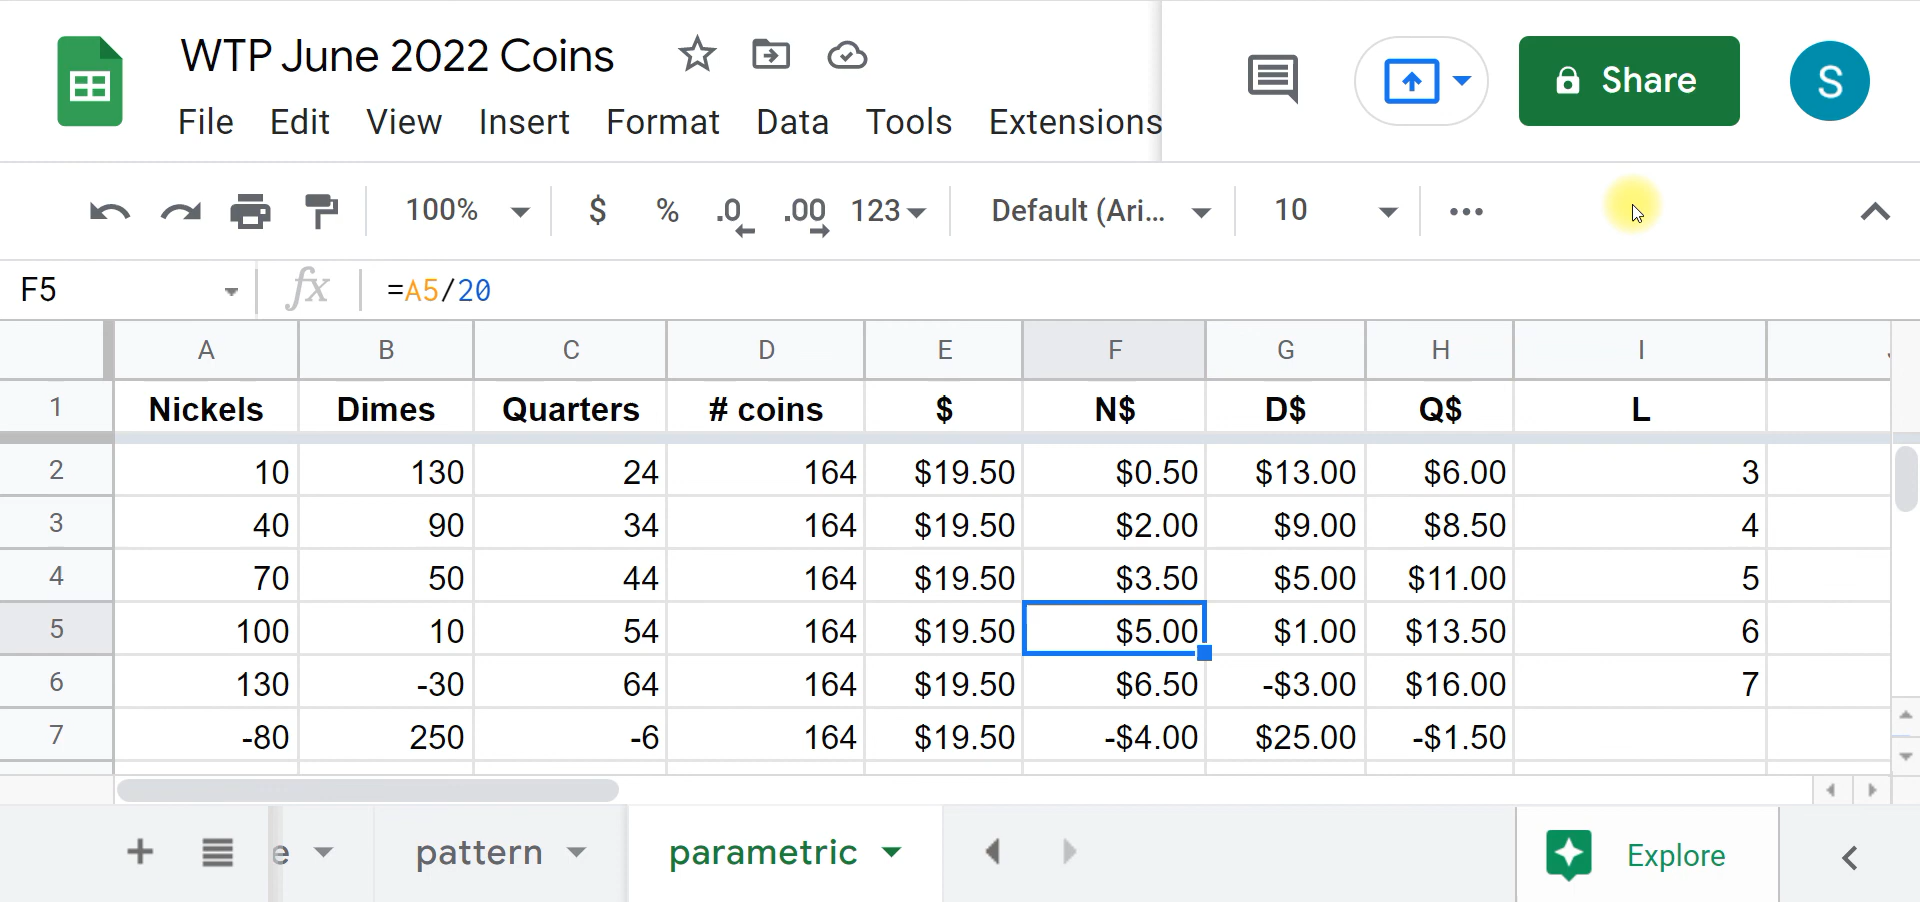 WTP June 2022 Coins
File Edit View Insert Format Data Tools Extensions
Share
S
100% $ % .0 .00 123 Default (Ari... 10
F5 fx =A5/20
A B C D E F G H I
1 Nickels Dimes Quarters # coins $ N$ D$ Q$ L
2 10 130 24 164 $19.50 $0.50 $13.00 $6.00 3
3 40 90 34 164 $19.50 $2.00 $9.00 $8.50 4
4 70 50 44 164 $19.50 $3.50 $5.00 $11.00 5
5 100 10 54 164 $19.50 $5.00 $1.00 $13.50 6
6 130 -30 64 164 $19.50 $6.50 -$3.00 $16.00 7
7 -80 250 -6 164 $19.50 -$4.00 $25.00 -$1.50
e pattern parametric Explore